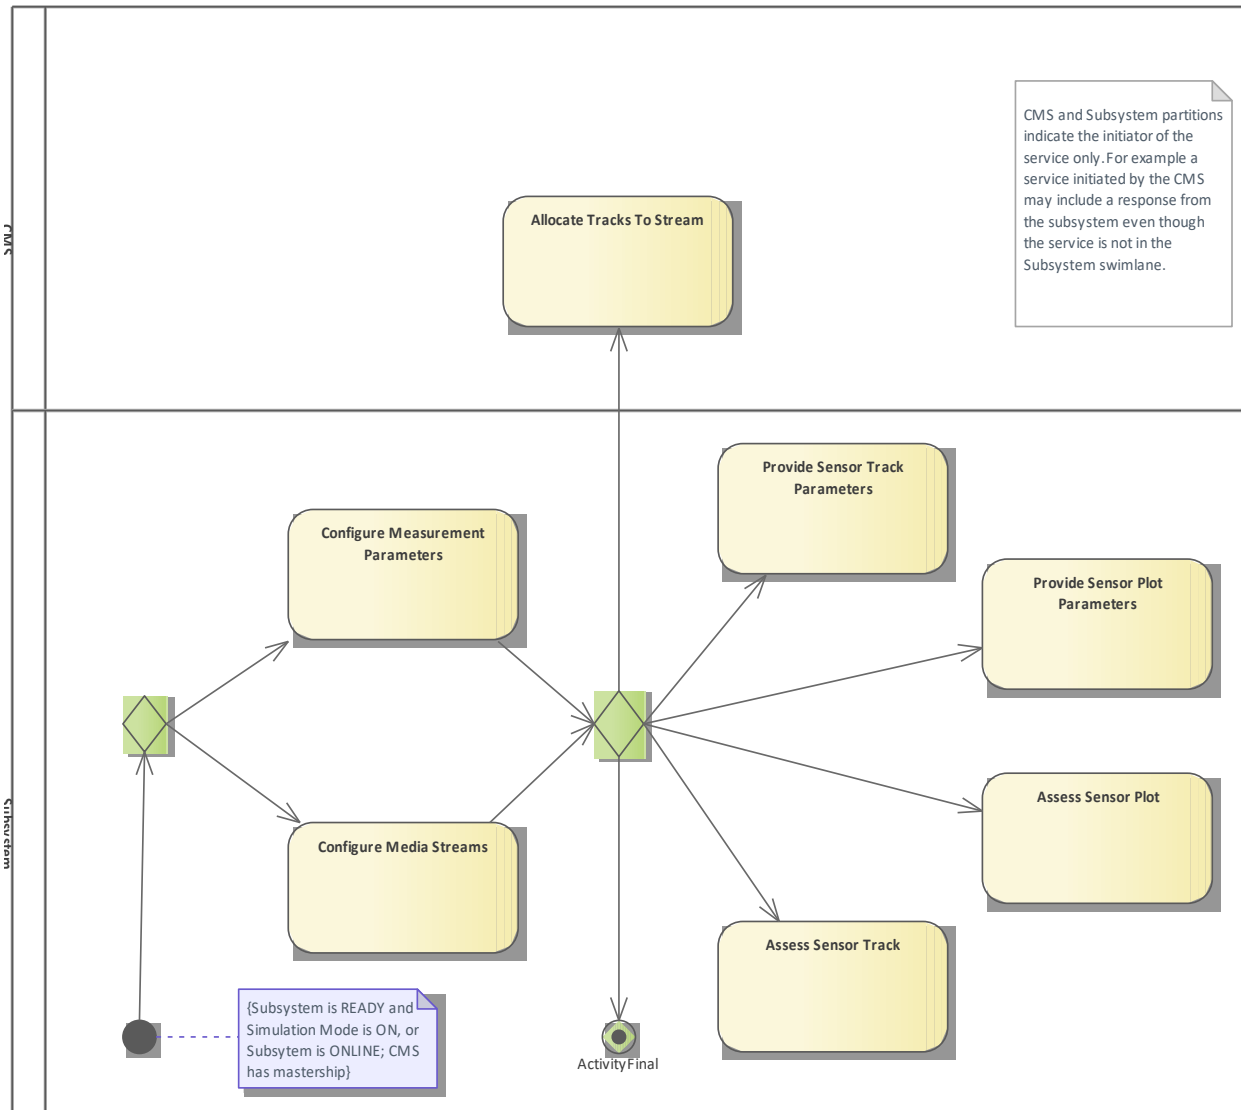 CMS
CMS and Subsystem partitions
indicate the initiator of the
service only. For example a
service initiated by the CMS
may include a response from
the subsystem even though
the service is not in the
Subsystem swimlane.
Allocate Tracks To Stream
Subsystem
Provide Sensor Track
Parameters
Configure Measurement
Parameters
Provide Sensor Plot
Parameters
Assess Sensor Plot
Configure Media Streams
Assess Sensor Track
{Subsystem is READY and
Simulation Mode is ON, or
Subsytem is ONLINE; CMS
has mastership}
ActivityFinal